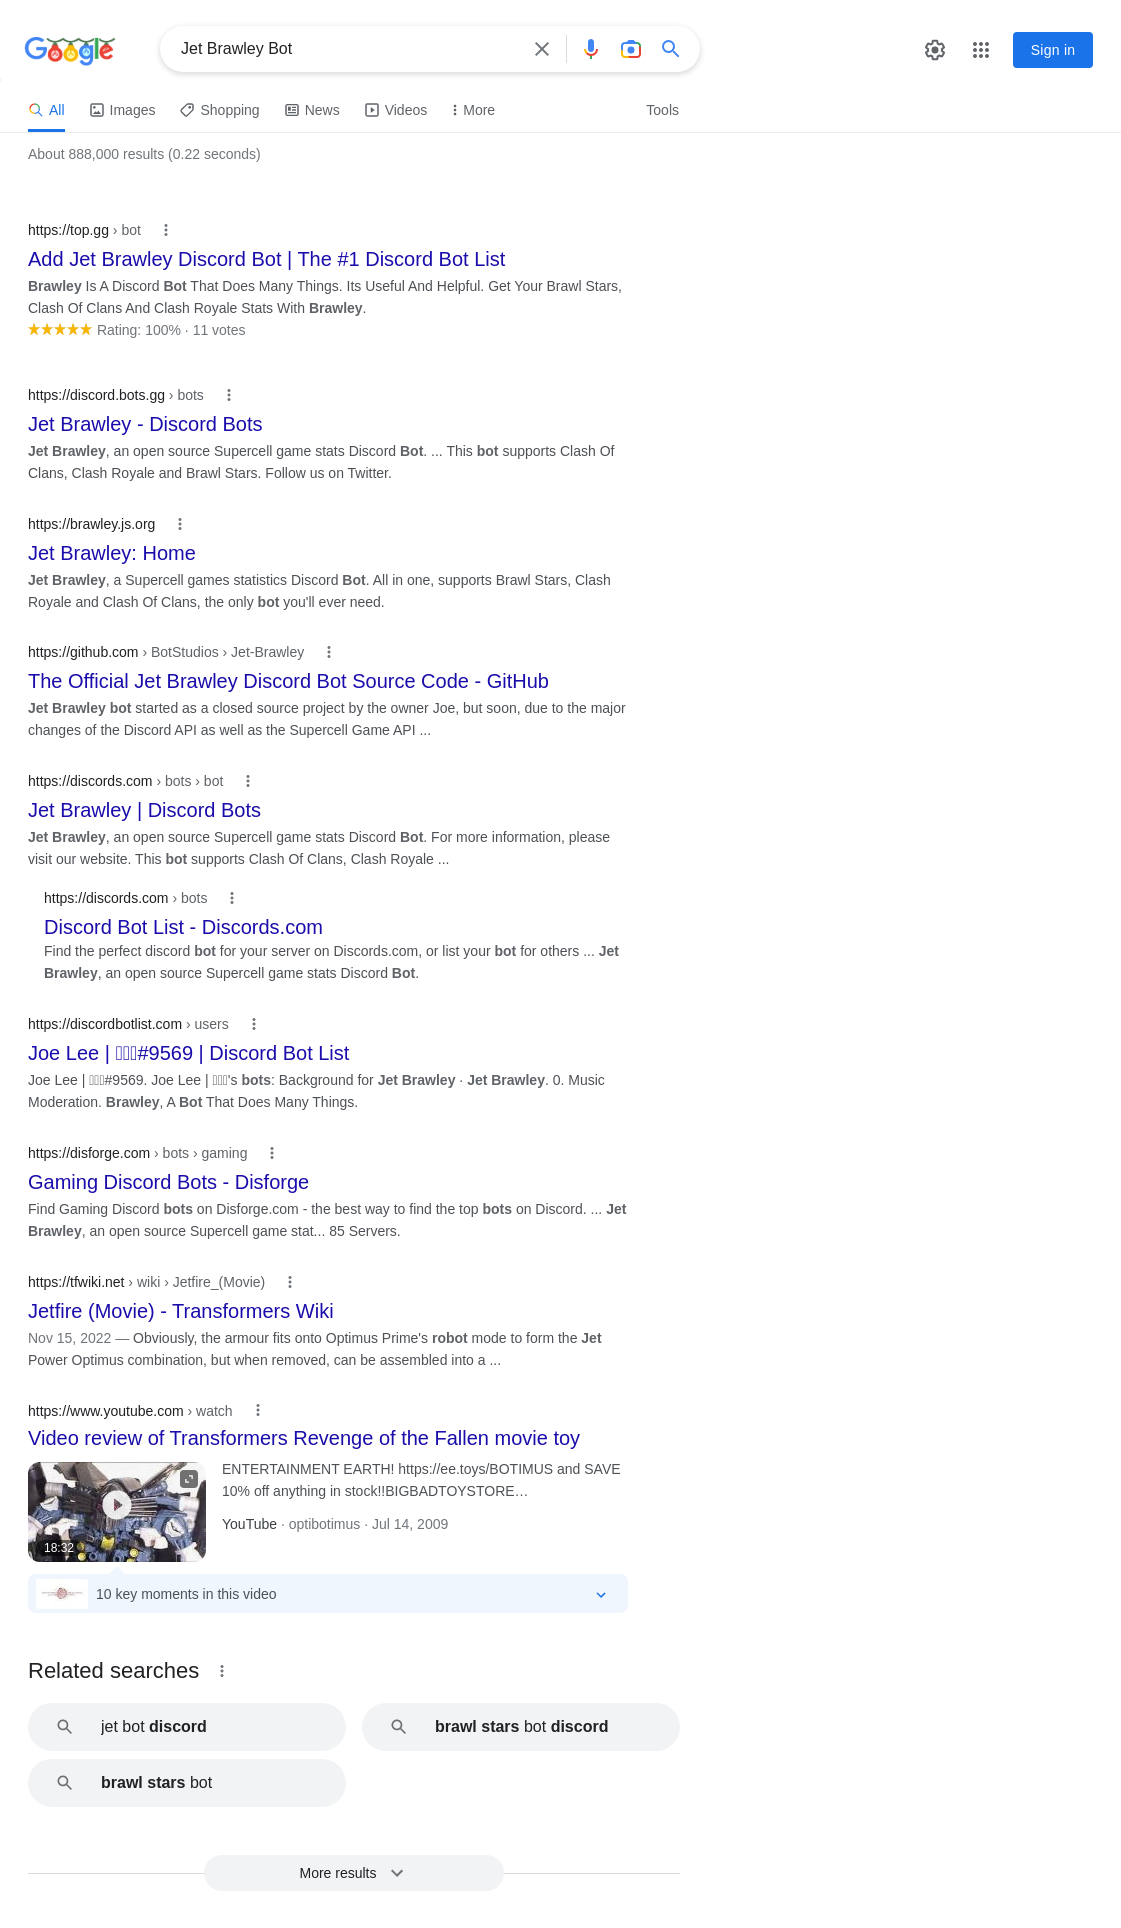 Google
Jet Brawley Bot
Sign in
All Images Shopping News Videos More Tools
About 888,000 results (0.22 seconds)
https://top.gg › bot
Add Jet Brawley Discord Bot | The #1 Discord Bot List
Brawley Is A Discord Bot That Does Many Things. Its Useful And Helpful. Get Your Brawl Stars,
Clash Of Clans And Clash Royale Stats With Brawley.
Rating: 100% · 11 votes
https://discord.bots.gg › bots
Jet Brawley - Discord Bots
Jet Brawley, an open source Supercell game stats Discord Bot. ... This bot supports Clash Of
Clans, Clash Royale and Brawl Stars. Follow us on Twitter.
https://brawley.js.org
Jet Brawley: Home
Jet Brawley, a Supercell games statistics Discord Bot. All in one, supports Brawl Stars, Clash
Royale and Clash Of Clans, the only bot you'll ever need.
https://github.com › BotStudios › Jet-Brawley
The Official Jet Brawley Discord Bot Source Code - GitHub
Jet Brawley bot started as a closed source project by the owner Joe, but soon, due to the major
changes of the Discord API as well as the Supercell Game API ...
https://discords.com › bots › bot
Jet Brawley | Discord Bots
Jet Brawley, an open source Supercell game stats Discord Bot. For more information, please
visit our website. This bot supports Clash Of Clans, Clash Royale ...
https://discords.com › bots
Discord Bot List - Discords.com
Find the perfect discord bot for your server on Discords.com, or list your bot for others ... Jet
Brawley, an open source Supercell game stats Discord Bot.
https://discordbotlist.com › users
Joe Lee | #9569 | Discord Bot List
Joe Lee | #9569. Joe Lee | 's bots: Background for Jet Brawley · Jet Brawley. 0. Music
Moderation. Brawley, A Bot That Does Many Things.
https://disforge.com › bots › gaming
Gaming Discord Bots - Disforge
Find Gaming Discord bots on Disforge.com - the best way to find the top bots on Discord. ... Jet
Brawley, an open source Supercell game stat... 85 Servers.
https://tfwiki.net › wiki › Jetfire_(Movie)
Jetfire (Movie) - Transformers Wiki
Nov 15, 2022 — Obviously, the armour fits onto Optimus Prime's robot mode to form the Jet
Power Optimus combination, but when removed, can be assembled into a ...
https://www.youtube.com › watch
Video review of Transformers Revenge of the Fallen movie toy
ENTERTAINMENT EARTH! https://ee.toys/BOTIMUS and SAVE
10% off anything in stock!!BIGBADTOYSTORE…
YouTube · optibotimus · Jul 14, 2009
18:32
10 key moments in this video
Related searches
jet bot discord
brawl stars bot discord
brawl stars bot
More results